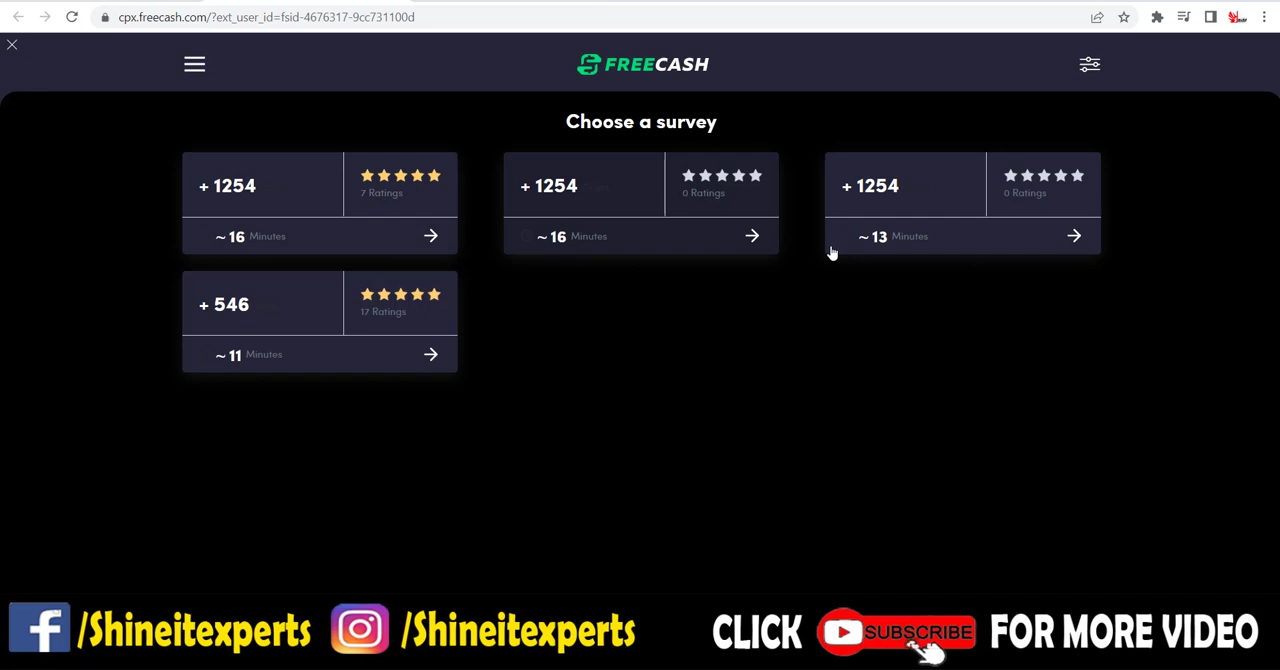 cpx.freecash.com/?ext_user_id=fsid-4676317-9cc731100d
FREECASH
Choose a survey
+ 1254
7 Ratings
~ 16 Minutes
+ 1254
0 Ratings
~ 16 Minutes
+ 1254
0 Ratings
~ 13 Minutes
+ 546
17 Ratings
~ 11 Minutes
/Shineitexperts /Shineitexperts CLICK SUBSCRIBE FOR MORE VIDEO